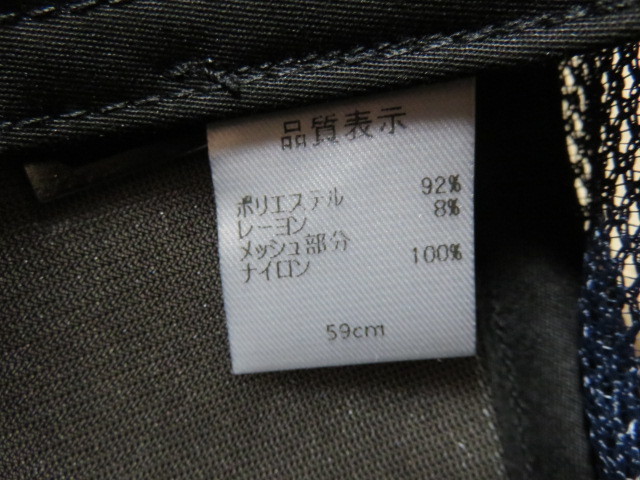 品質表示
ポリエステル 92%
レーヨン 8%
メッシュ部分
ナイロン 100%
59cm